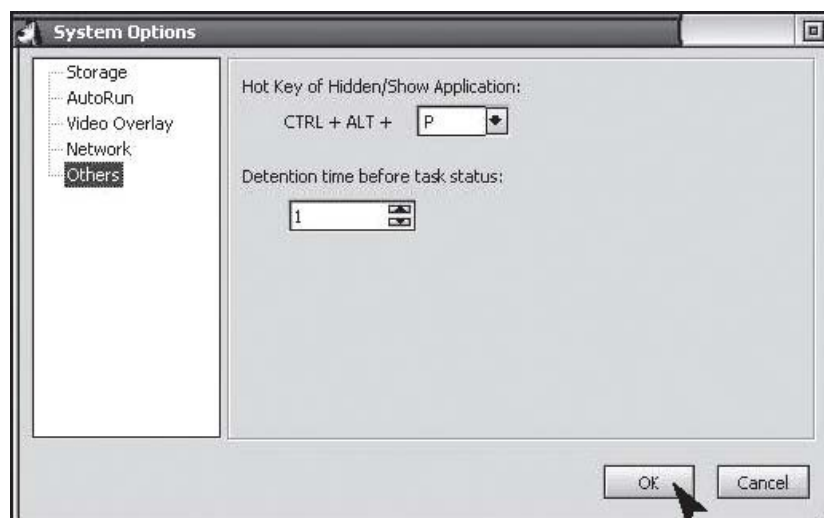 System Options
Storage
AutoRun
Video Overlay
Network
Others
Hot Key of Hidden/Show Application:
CTRL + ALT + P
Detention time before task status:
1
OK
Cancel